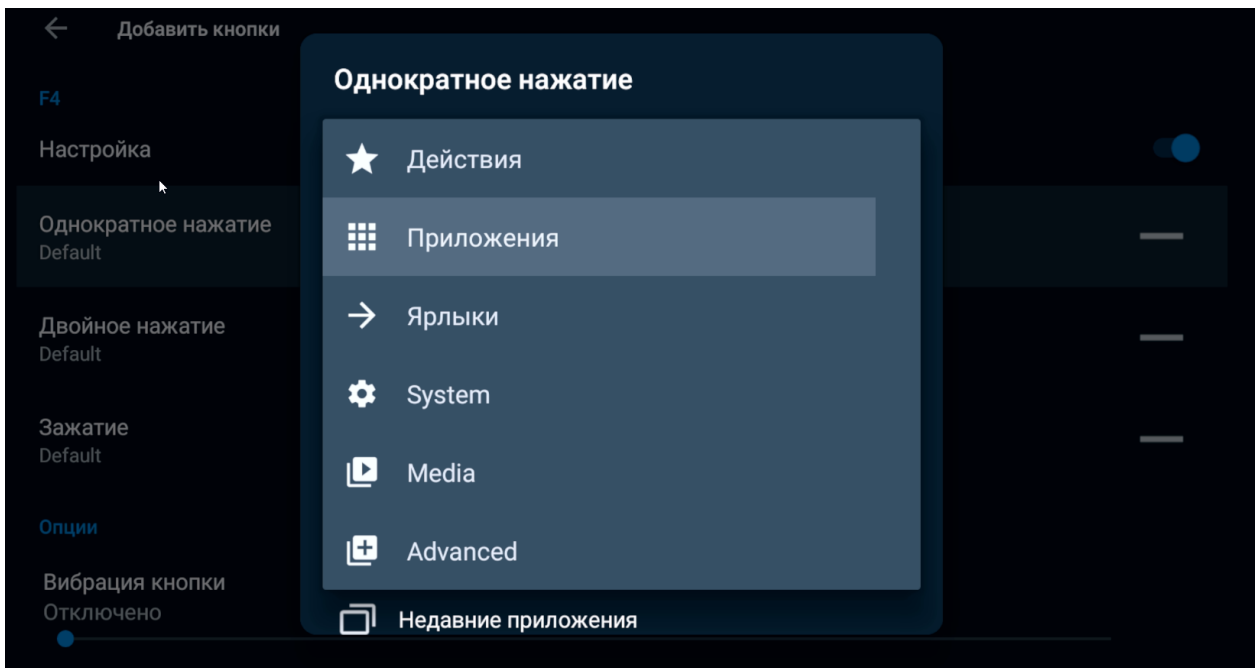 Добавить кнопки
Однократное нажатие
F4
Настройка
Действия
Приложения
Однократное нажатие
Default
Ярлыки
Двойное нажатие
Default
System
Зажатие
Default
Media
Опции
Advanced
Вибрация кнопки
Отключено
Недавние приложения